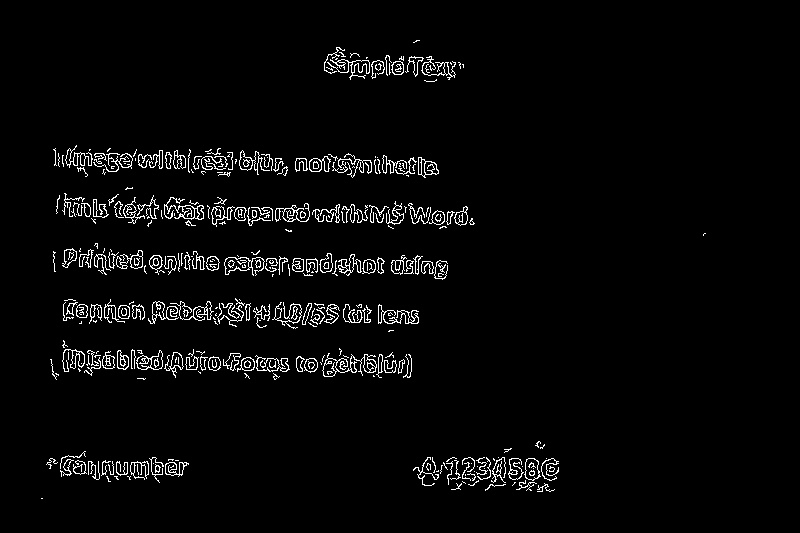 Sample Text
Image with real blur, not synthetic
This text was prepared with MS Word.
Printed on the paper and shot using
Cannon Rebel XSI + 18/55 kit lens
(Disabled Auto Focus to get blur)
Car number